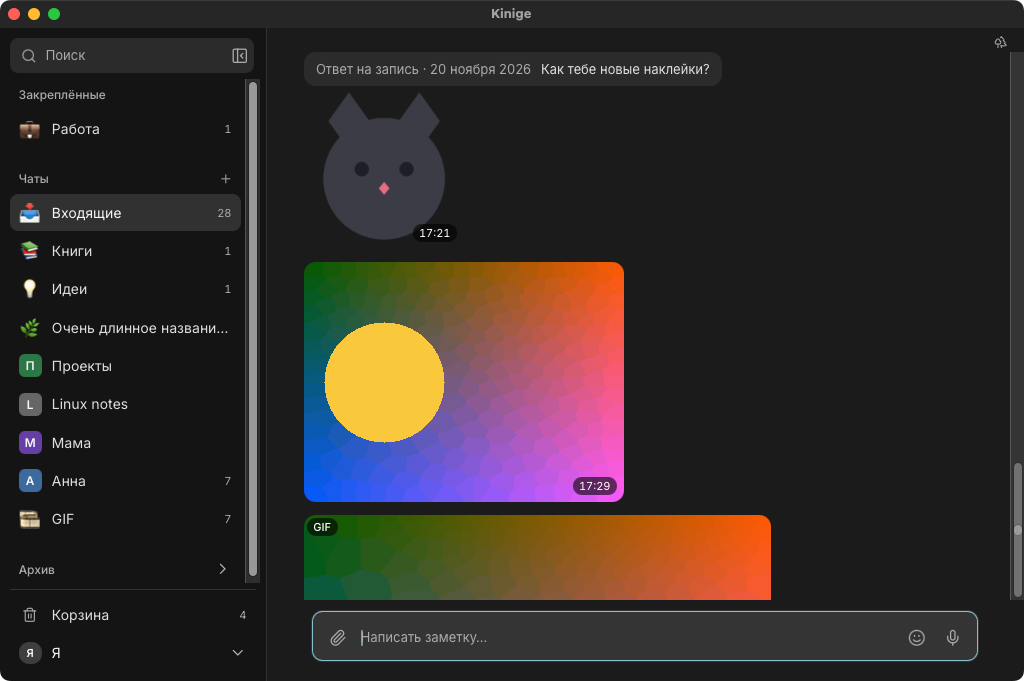 Kinige
Поиск
Закреплённые
Работа 1
Чаты +
Входящие 28
Книги 1
Идеи 1
Очень длинное названи...
П Проекты
L Linux notes
М Мама
А Анна 7
GIF 7
Архив
Корзина 4
Я Я
Ответ на запись · 20 ноября 2026 Как тебе новые наклейки?
17:21
17:29
GIF
Написать заметку...